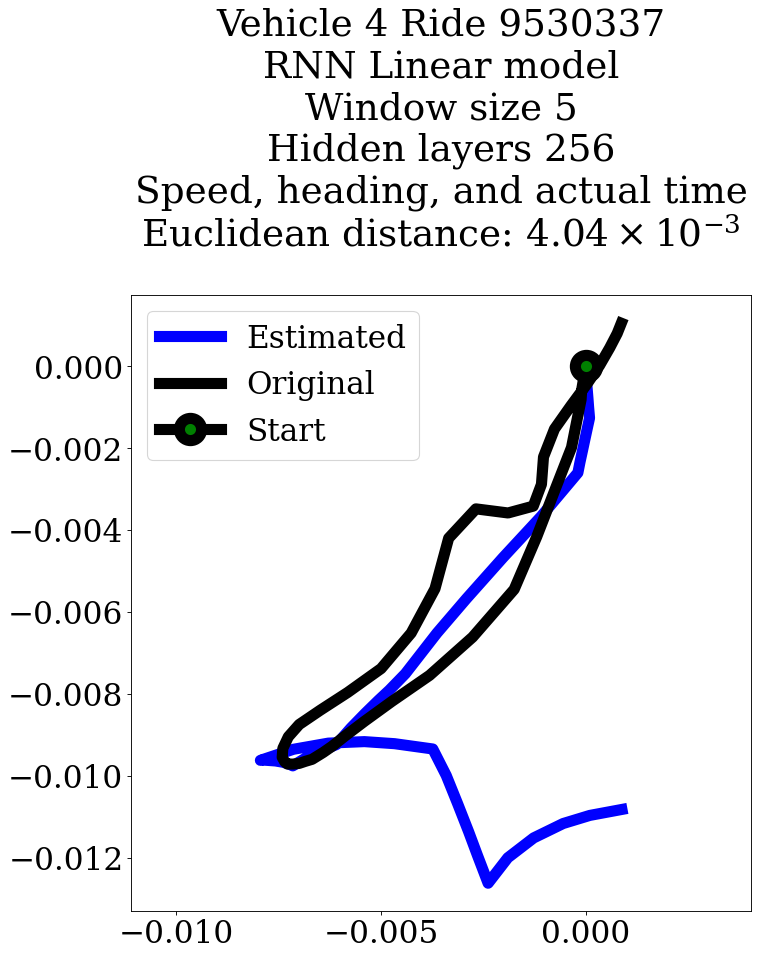 Vehicle 4 Ride 9530337
RNN Linear model
Window size 5
Hidden layers 256
Speed, heading, and actual time
Euclidean distance: 4.04 × 10⁻³
Estimated
Original
Start
0.000
−0.002
−0.004
−0.006
−0.008
−0.010
−0.012
−0.010
−0.005
0.000